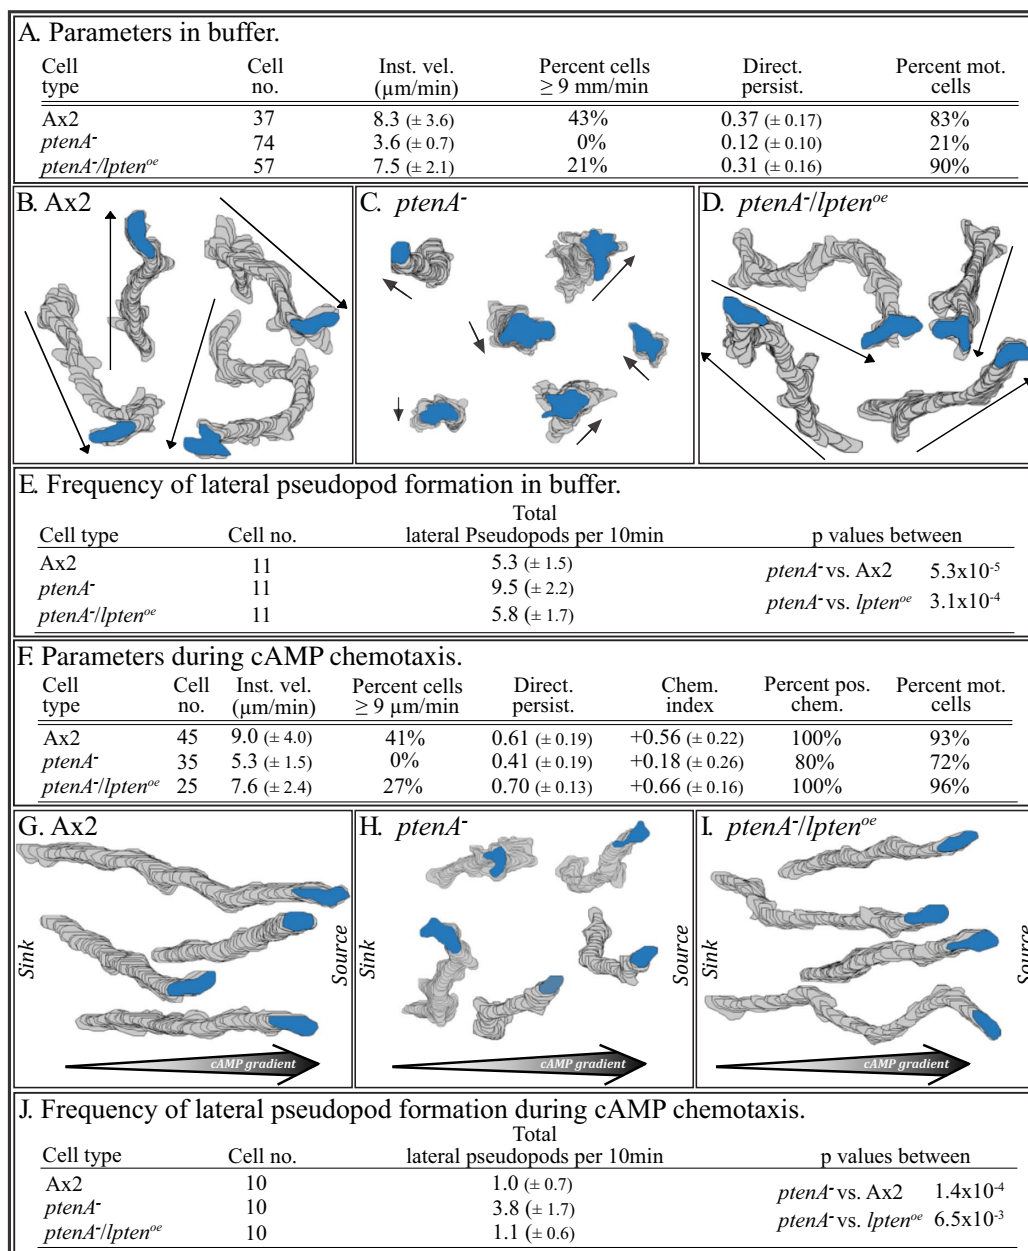 A. Parameters in buffer.
Cell type Cell no. Inst. vel. (µm/min) Percent cells ≥ 9 mm/min Direct. persist. Percent mot. cells
Ax2 37 8.3 (± 3.6) 43% 0.37 (± 0.17) 83%
ptenA⁻ 74 3.6 (± 0.7) 0% 0.12 (± 0.10) 21%
ptenA⁻/lptenᵒᵉ 57 7.5 (± 2.1) 21% 0.31 (± 0.16) 90%
B. Ax2
C. ptenA⁻
D. ptenA⁻/lptenᵒᵉ
E. Frequency of lateral pseudopod formation in buffer.
Cell type Cell no. Total lateral Pseudopods per 10min p values between
Ax2 11 5.3 (± 1.5)
ptenA⁻ 11 9.5 (± 2.2)
ptenA⁻/lptenᵒᵉ 11 5.8 (± 1.7)
ptenA⁻ vs. Ax2 5.3x10⁻⁵
ptenA⁻ vs. lptenᵒᵉ 3.1x10⁻⁴
F. Parameters during cAMP chemotaxis.
Cell type Cell no. Inst. vel. (µm/min) Percent cells ≥ 9 µm/min Direct. persist. Chem. index Percent pos. chem. Percent mot. cells
Ax2 45 9.0 (± 4.0) 41% 0.61 (± 0.19) +0.56 (± 0.22) 100% 93%
ptenA⁻ 35 5.3 (± 1.5) 0% 0.41 (± 0.19) +0.18 (± 0.26) 80% 72%
ptenA⁻/lptenᵒᵉ 25 7.6 (± 2.4) 27% 0.70 (± 0.13) +0.66 (± 0.16) 100% 96%
G. Ax2
Sink
Source
cAMP gradient
H. ptenA⁻
Sink
Source
cAMP gradient
I. ptenA⁻/lptenᵒᵉ
Sink
Source
cAMP gradient
J. Frequency of lateral pseudopod formation during cAMP chemotaxis.
Cell type Cell no. Total lateral pseudopods per 10min p values between
Ax2 10 1.0 (± 0.7)
ptenA⁻ 10 3.8 (± 1.7)
ptenA⁻/lptenᵒᵉ 10 1.1 (± 0.6)
ptenA⁻ vs. Ax2 1.4x10⁻⁴
ptenA⁻ vs. lptenᵒᵉ 6.5x10⁻³